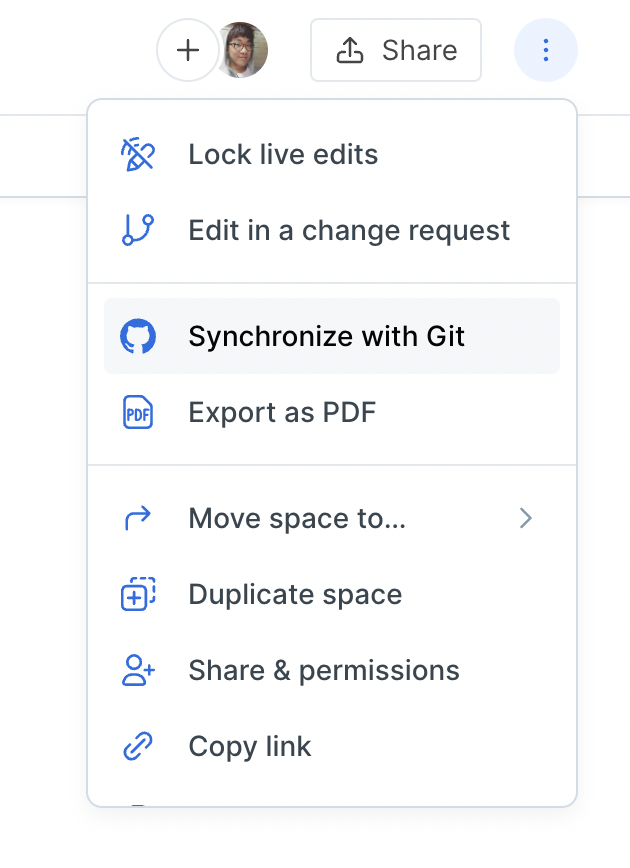 Share
Lock live edits
Edit in a change request
Synchronize with Git
PDF
Export as PDF
Move space to...
Duplicate space
Share & permissions
Copy link